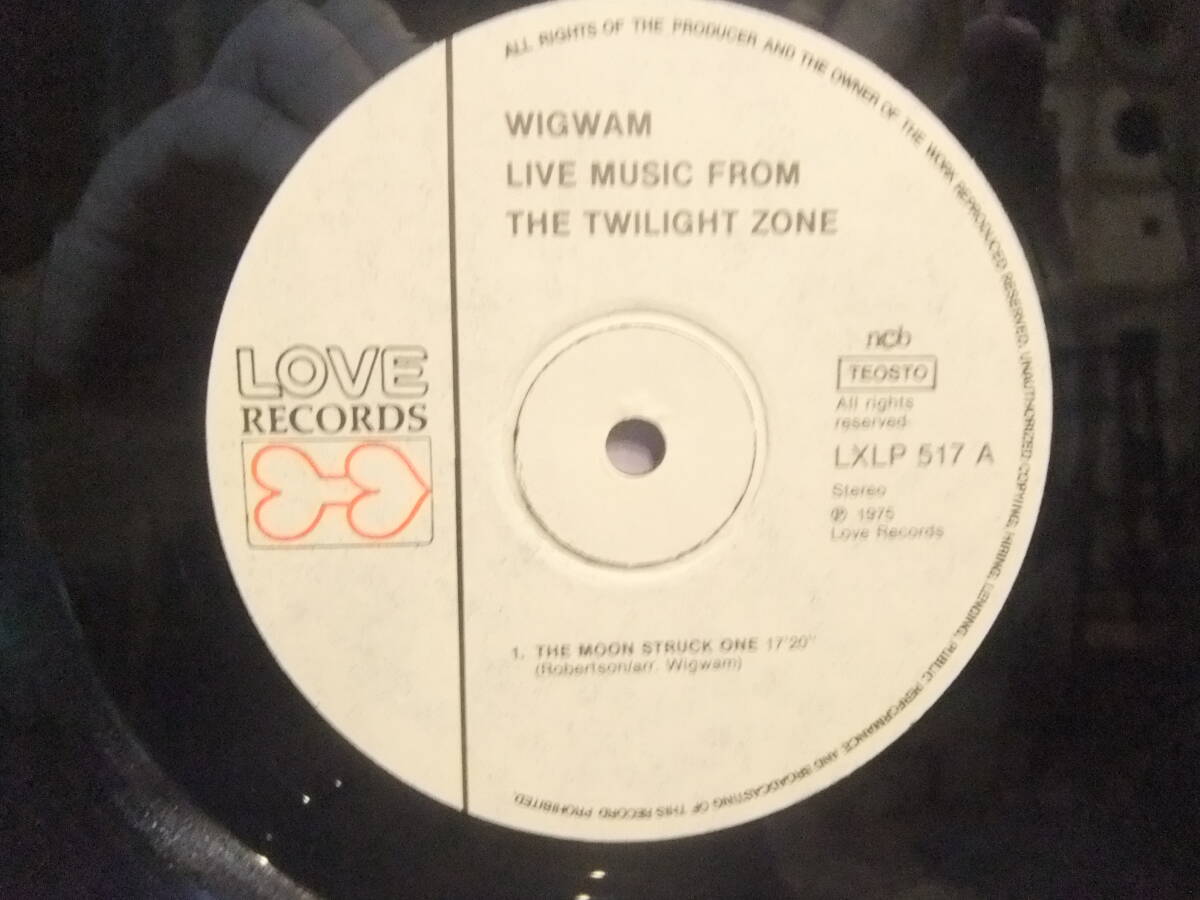 ALL RIGHTS OF THE PRODUCER AND THE OWNER OF THE WORK REPRODUCED RESERVED. UNAUTHORIZED COPYING, HIRING, LENDING, PUBLIC PERFORMANCE AND BROADCASTING OF THIS RECORD PROHIBITED.
WIGWAM
LIVE MUSIC FROM
THE TWILIGHT ZONE
LOVE
RECORDS
ncb
TEOSTO
All rights
reserved
LXLP 517 A
Stereo
℗ 1975
Love Records
1. THE MOON STRUCK ONE 17'20"
(Robertson/arr. Wigwam)